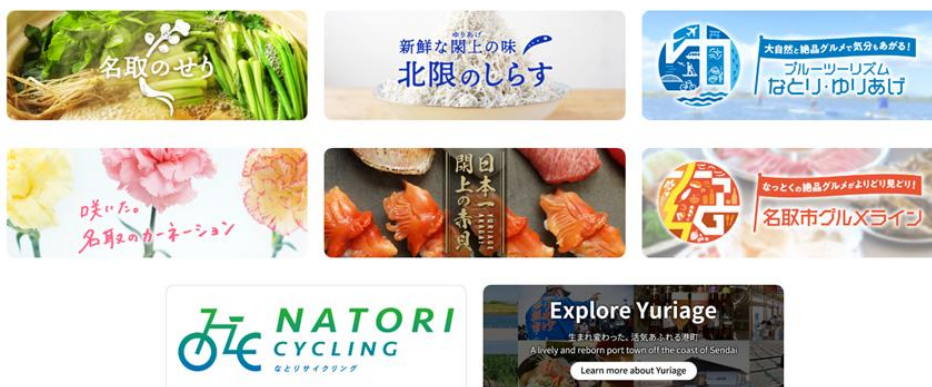 名取のせり
ゆりあげ
新鮮な閖上の味
北限のしらす
大自然と絶品グルメで気分もあがる!
ブルーツーリズム
なとり・ゆりあげ
咲いた。
名取のカーネーション
日本一
閖上の赤貝
なっとくの絶品グルメがよりどり見どり!
名取市グルメライン
NATORI
CYCLING
なとりサイクリング
Explore Yuriage
生まれ変わった、活気あふれる港町
A lively and reborn port town off the coast of Sendai
Learn more about Yuriage